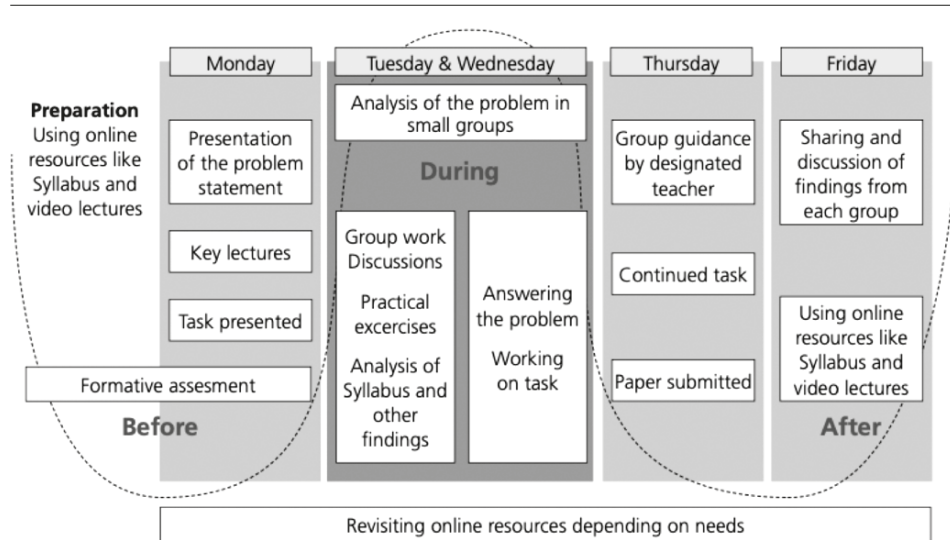 Monday
Tuesday & Wednesday
Thursday
Friday
Preparation
Using online
resources like
Syllabus and
video lectures
Presentation
of the problem
statement
Key lectures
Task presented
Formative assesment
Before
Analysis of the problem in
small groups
During
Group work
Discussions
Practical
excercises
Analysis of
Syllabus and
other
findings
Answering
the problem
Working
on task
Group guidance
by designated
teacher
Continued task
Paper submitted
Sharing and
discussion of
findings from
each group
Using online
resources like
Syllabus and
video lectures
After
Revisiting online resources depending on needs